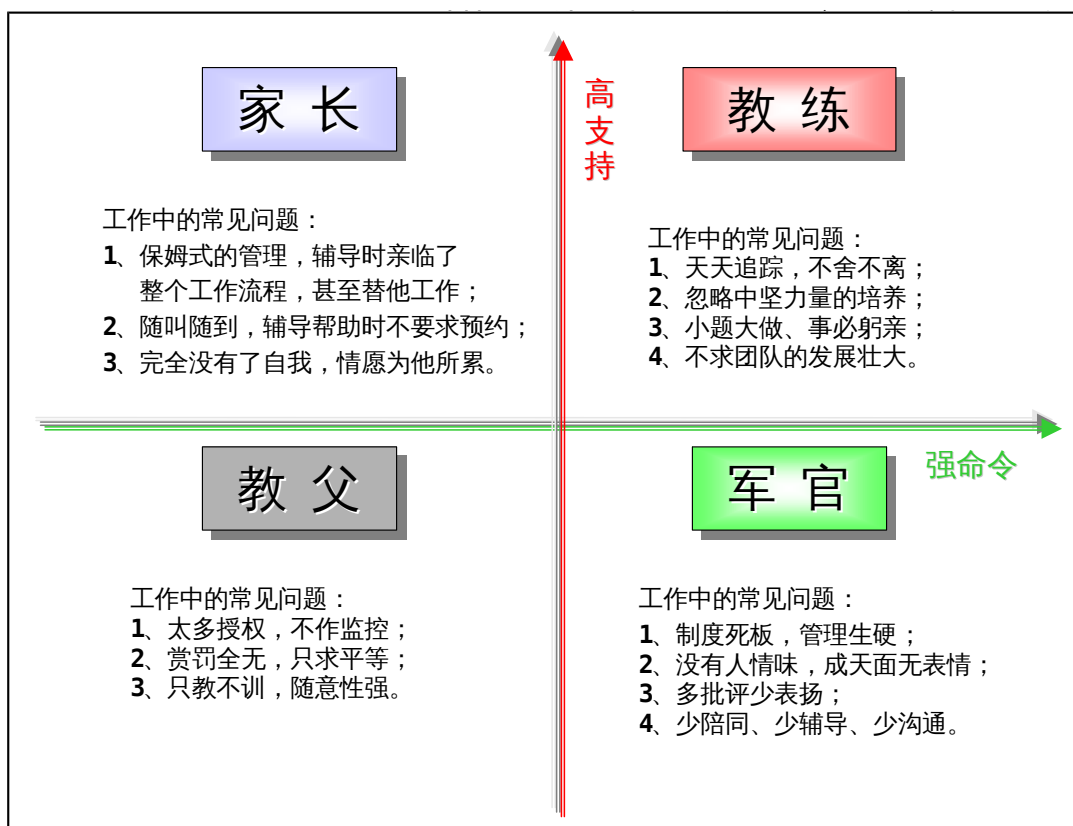 家 长
工作中的常见问题：
1、保姆式的管理，辅导时亲临了
整个工作流程，甚至替他工作；
2、随叫随到，辅导帮助时不要求预约；
3、完全没有了自我，情愿为他所累。
高
支
持
教 练
工作中的常见问题：
1、天天追踪，不舍不离；
2、忽略中坚力量的培养；
3、小题大做、事必躬亲；
4、不求团队的发展壮大。
强命令
教 父
工作中的常见问题：
1、太多授权，不作监控；
2、赏罚全无，只求平等；
3、只教不训，随意性强。
军 官
工作中的常见问题：
1、制度死板，管理生硬；
2、没有人情味，成天面无表情；
3、多批评少表扬；
4、少陪同、少辅导、少沟通。